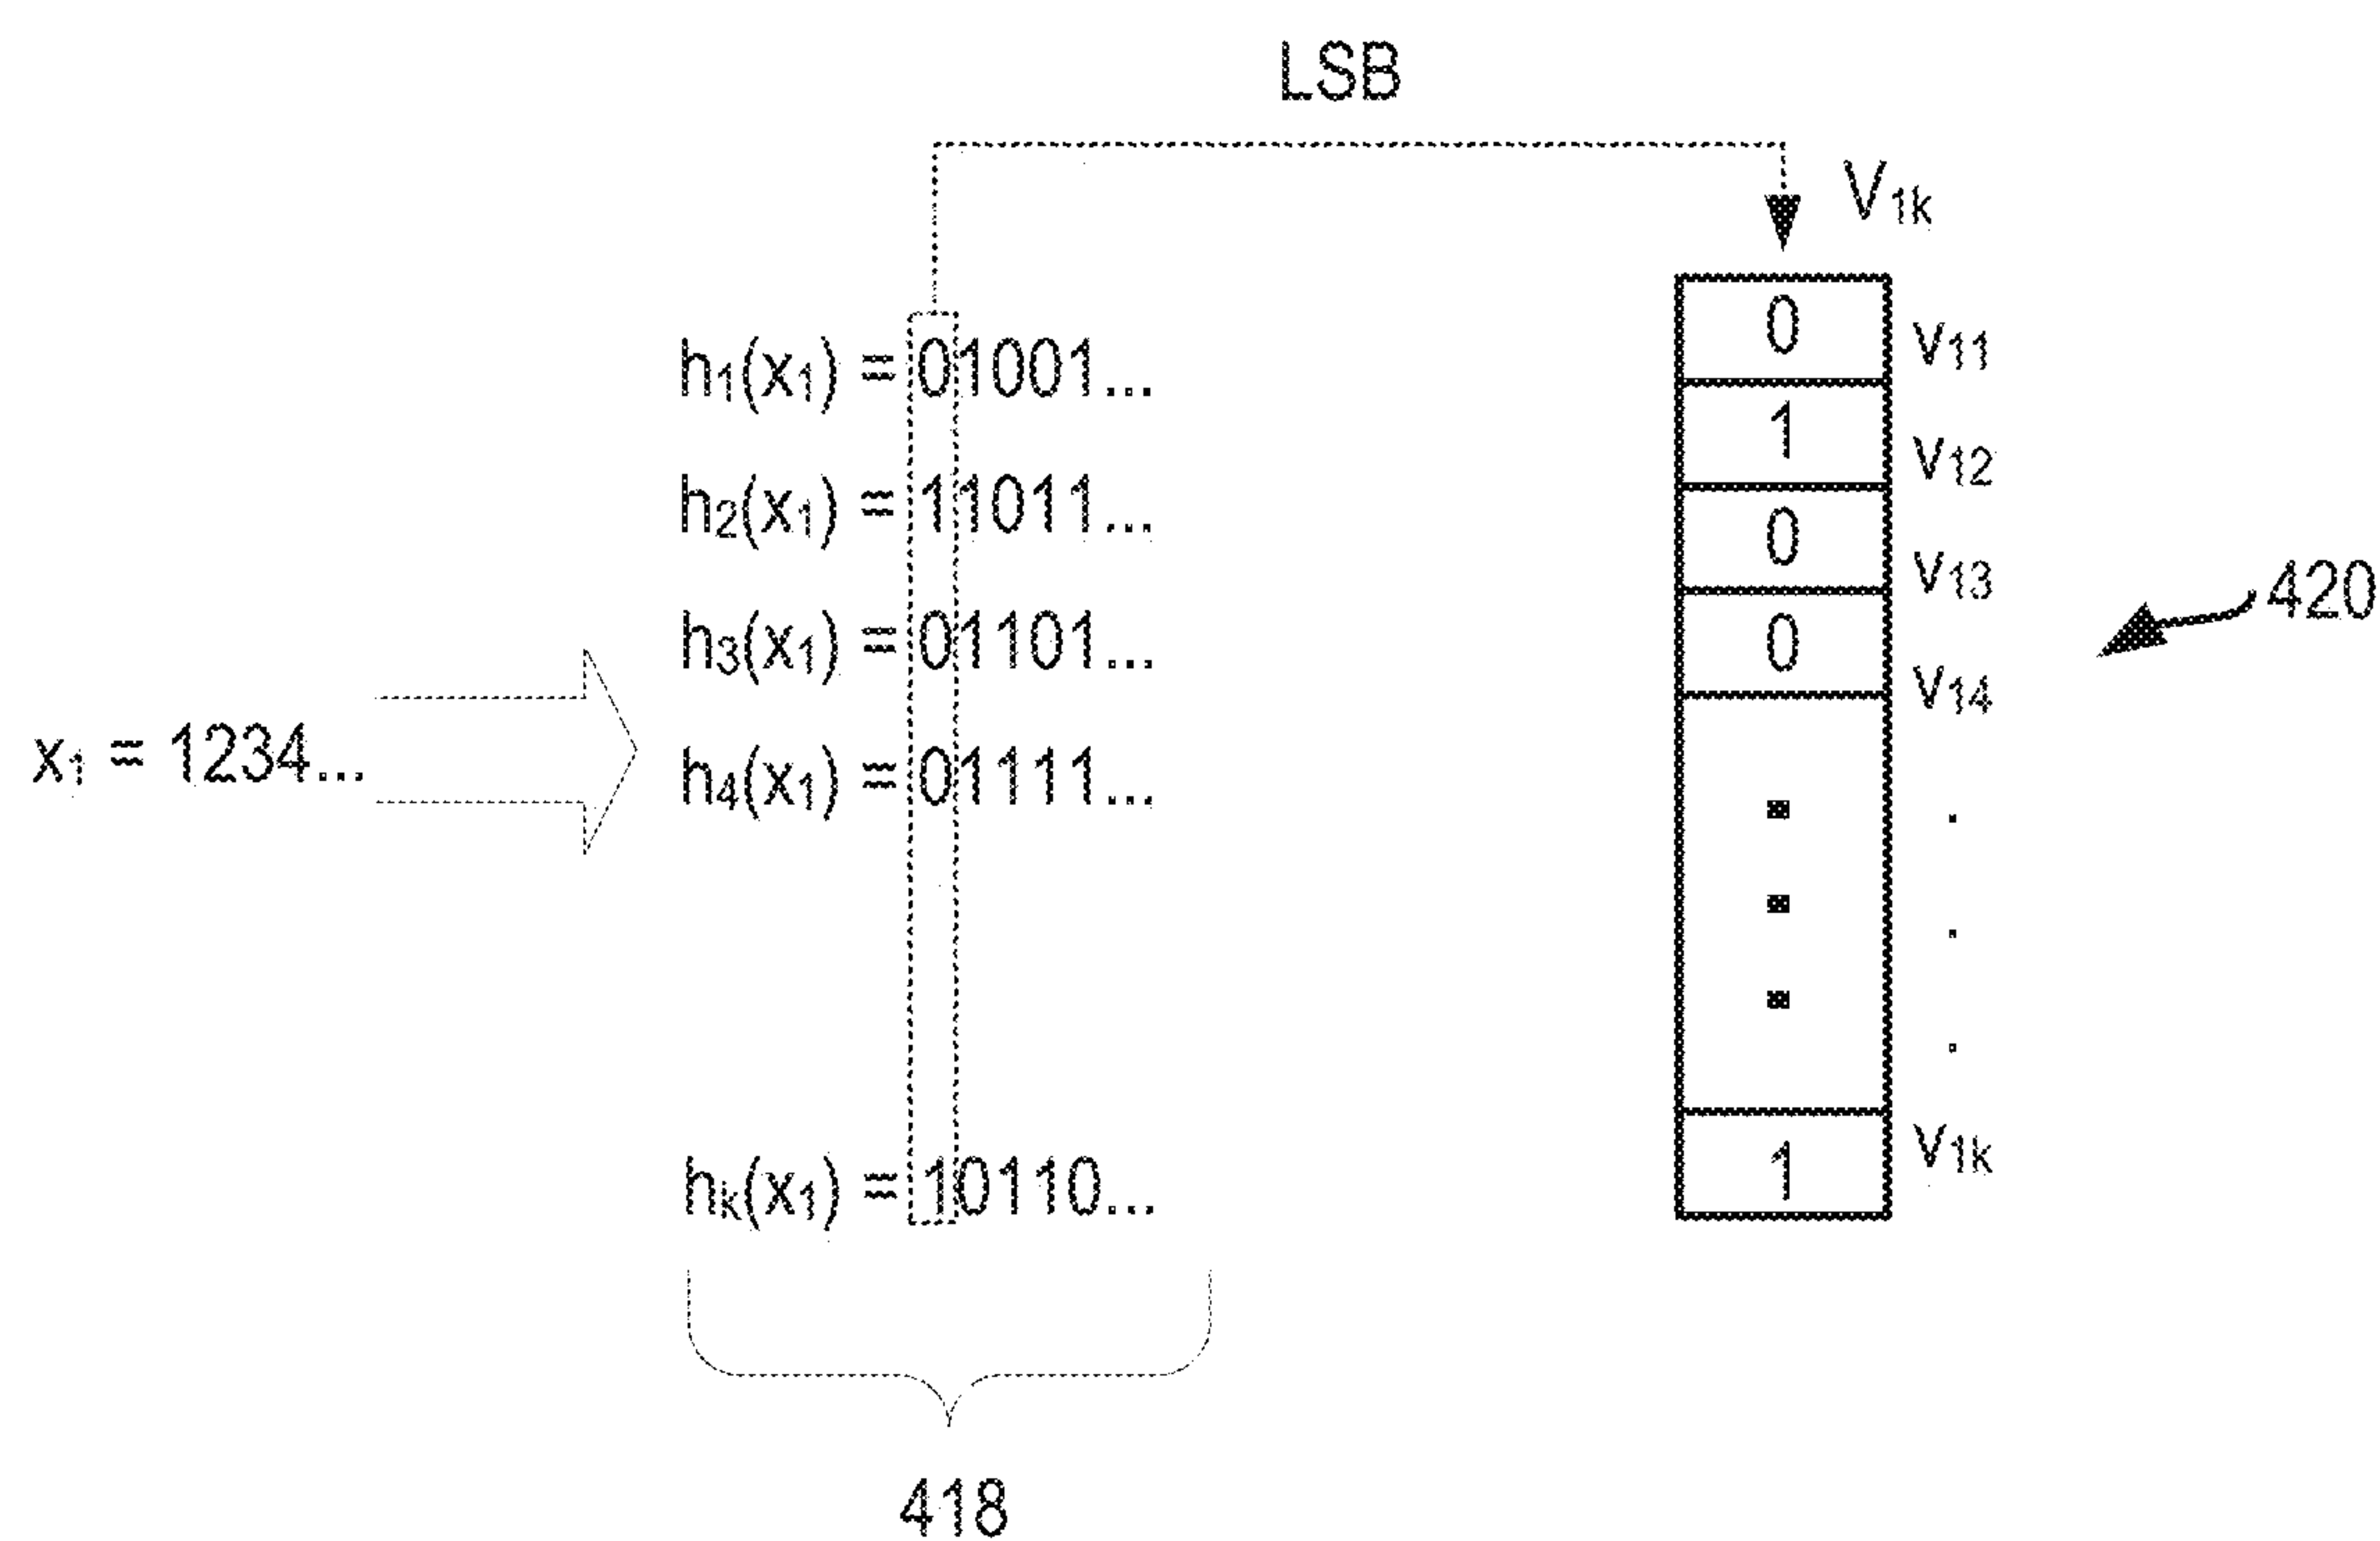 LSB
V1k
h1(x1) = 01001...
0
v11
1
v12
h2(x1) = 11011...
0
v13
420
h3(x1) = 01101...
0
v14
x1 = 1234...
h4(x1) = 01111...
hk(x1) = 10110...
1
v1k
418